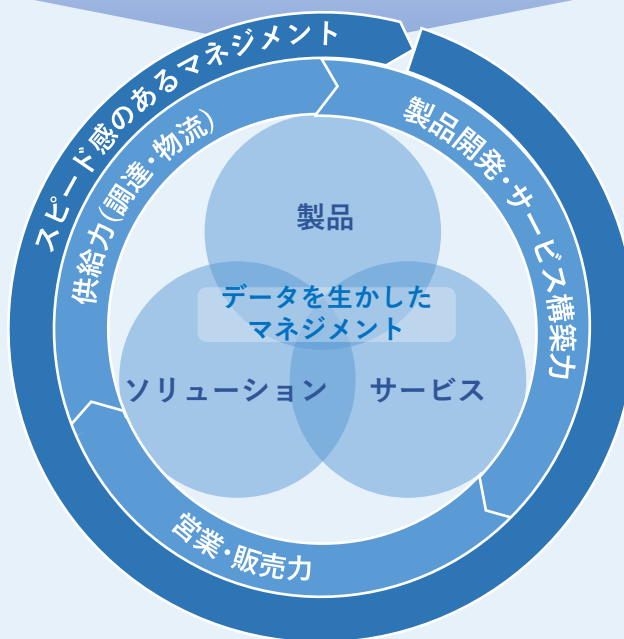 スピード感のあるマネジメント
供給力(調達・物流)
製品開発・サービス構築力
製品
データを生かした
マネジメント
ソリューション
サービス
営業・販売力